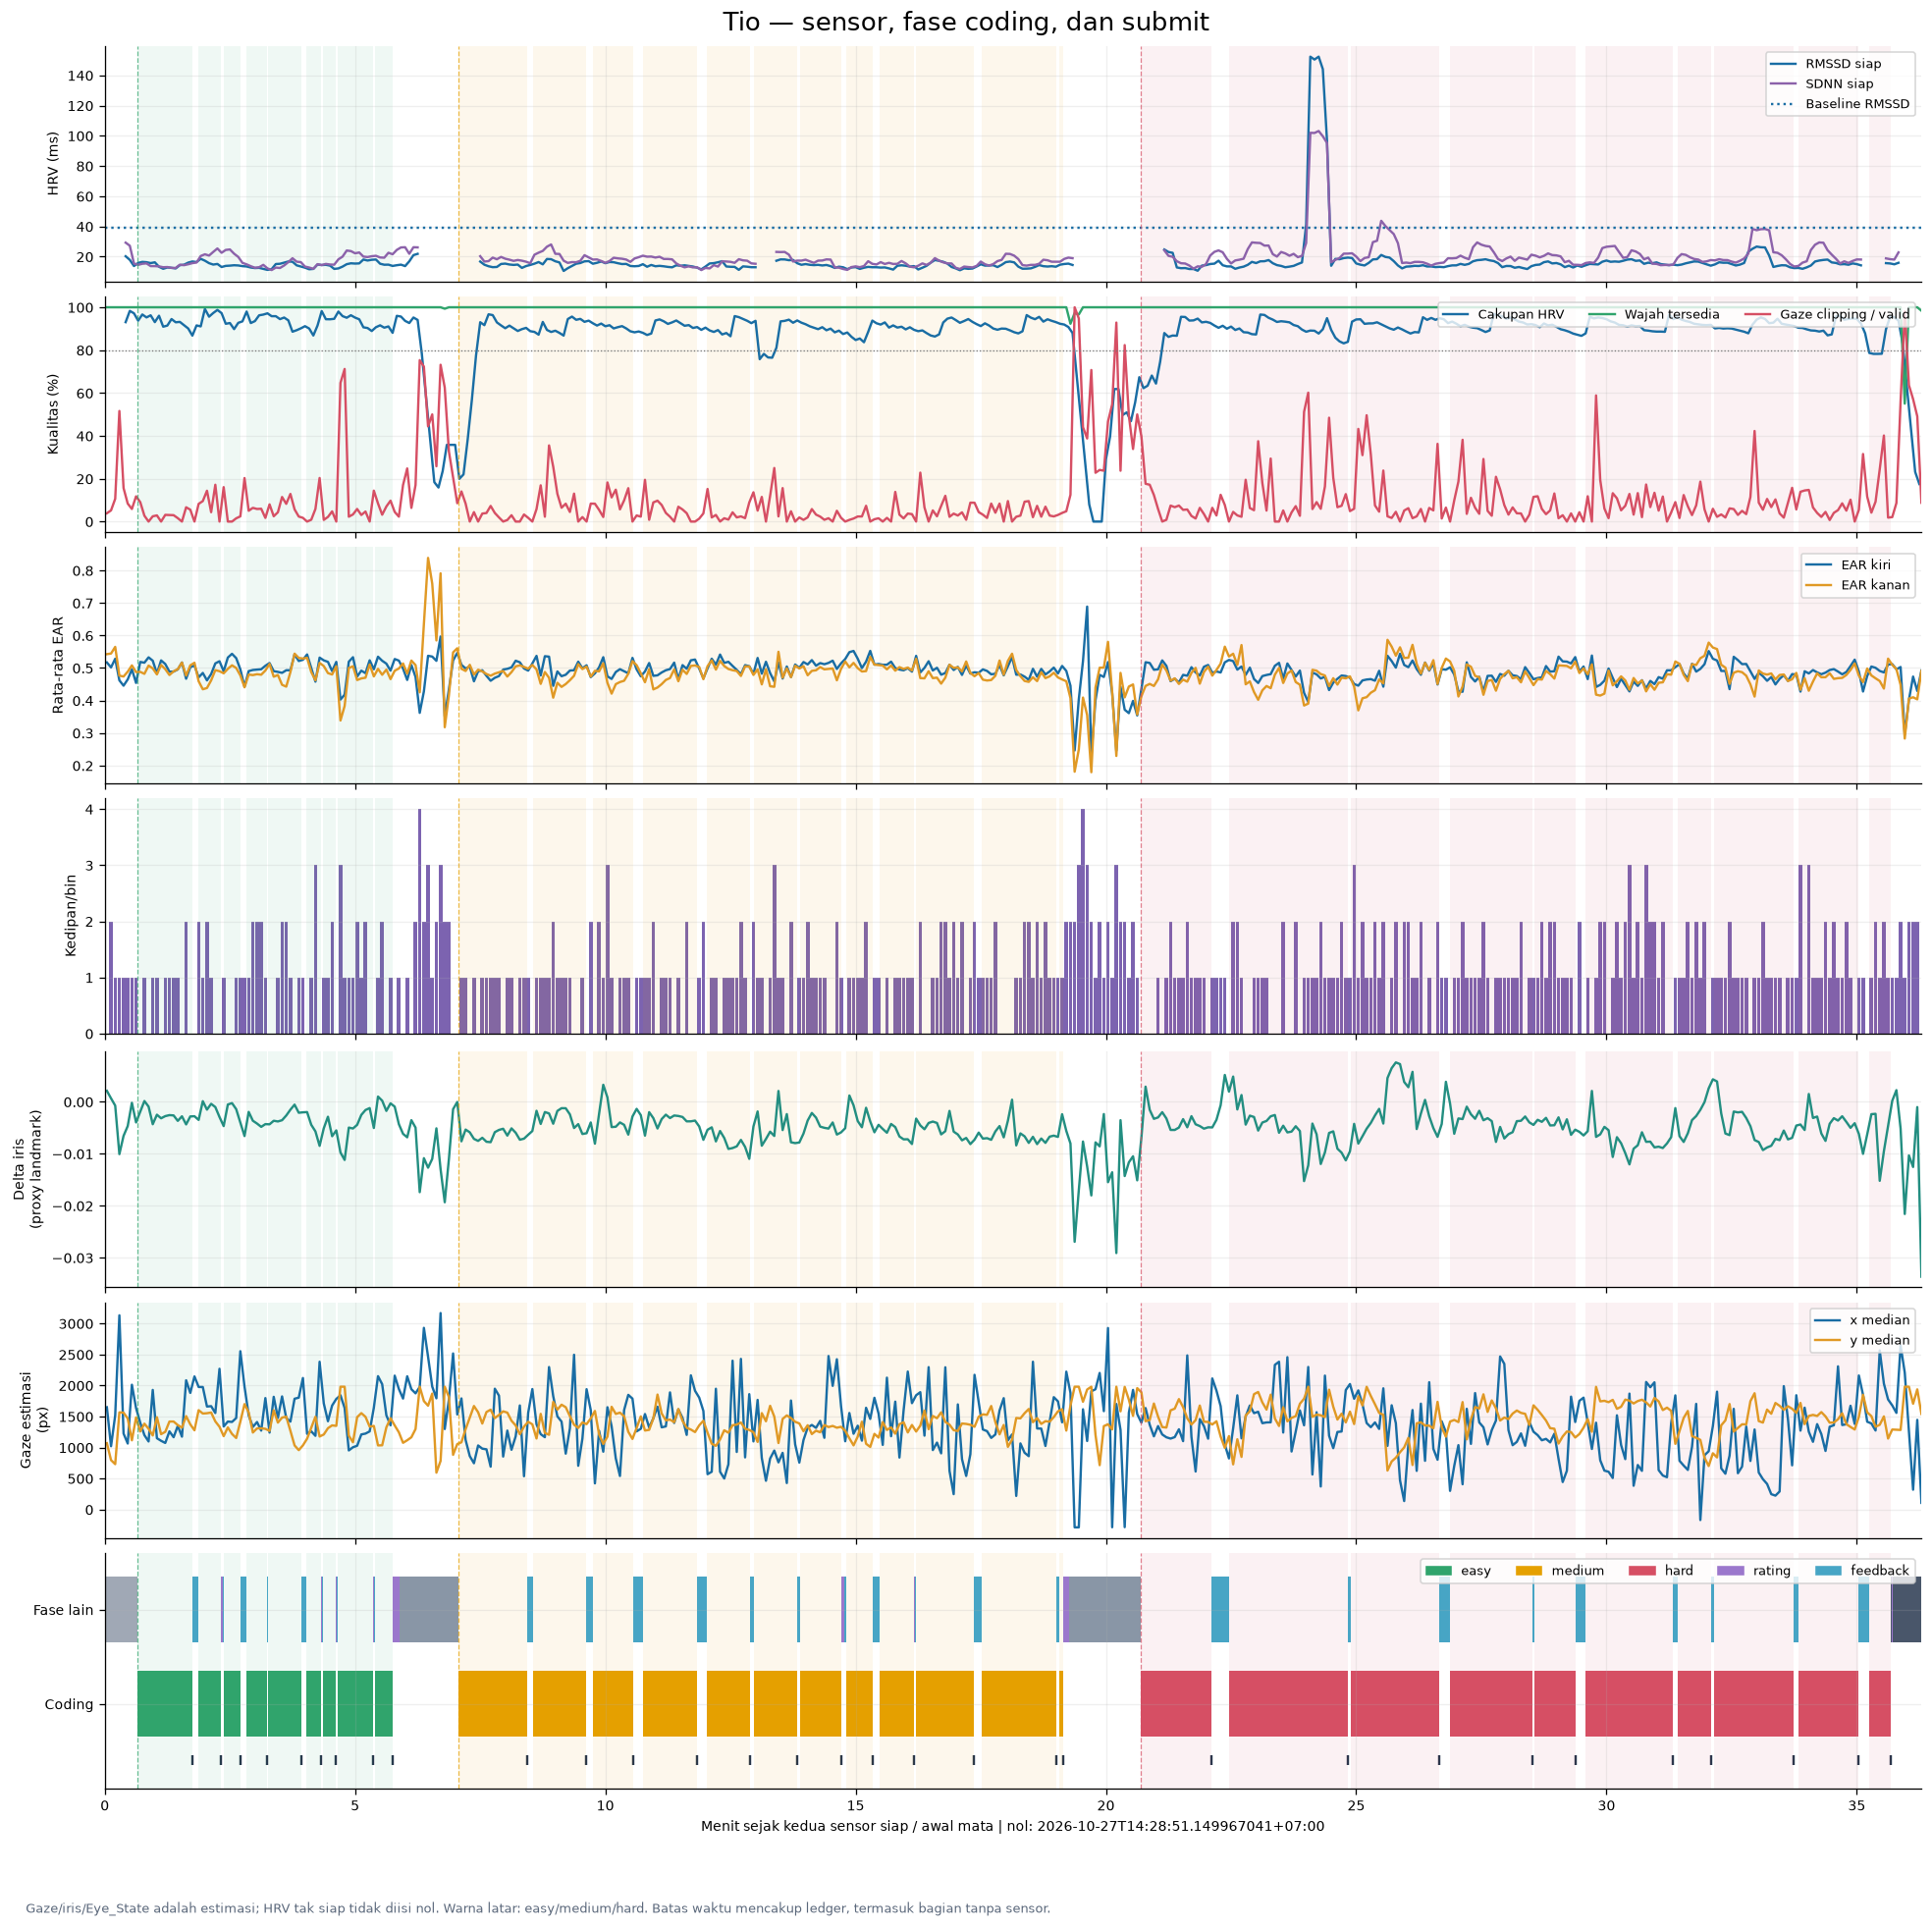 Tio — sensor, fase coding, dan submit
HRV (ms)
140
120
100
80
60
40
20
RMSSD siap
SDNN siap
Baseline RMSSD
Kualitas (%)
100
80
60
40
20
0
Cakupan HRV
Wajah tersedia
Gaze clipping / valid
Rata-rata EAR
0.8
0.7
0.6
0.5
0.4
0.3
0.2
EAR kiri
EAR kanan
Kedipan/bin
4
3
2
1
0
Delta iris
(proxy landmark)
0.00
−0.01
−0.02
−0.03
Gaze estimasi
(px)
3000
2500
2000
1500
1000
500
0
x median
y median
easy
medium
hard
rating
feedback
Fase lain
Coding
0 5 10 15 20 25 30 35
Menit sejak kedua sensor siap / awal mata | nol: 2026-10-27T14:28:51.149967041+07:00
Gaze/iris/Eye_State adalah estimasi; HRV tak siap tidak diisi nol. Warna latar: easy/medium/hard. Batas waktu mencakup ledger, termasuk bagian tanpa sensor.